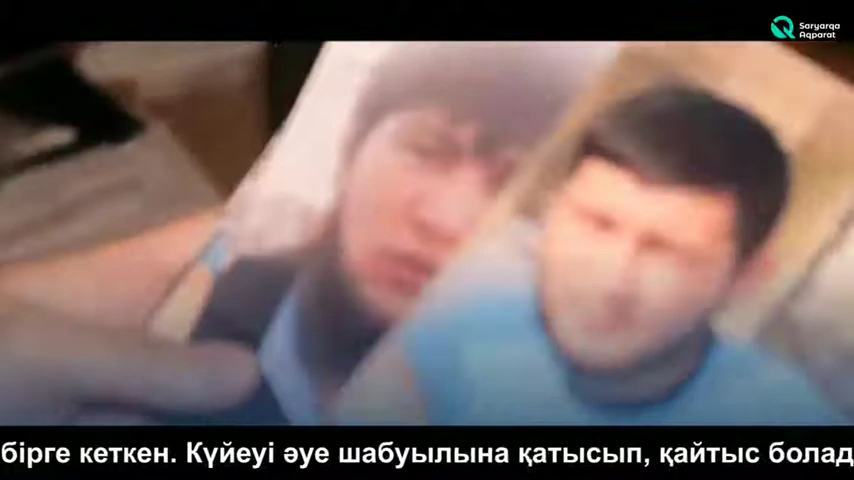 Saryarqa
Aqparat
бірге кеткен. Күйеуі әуе шабуылына қатысып, қайтыс болад